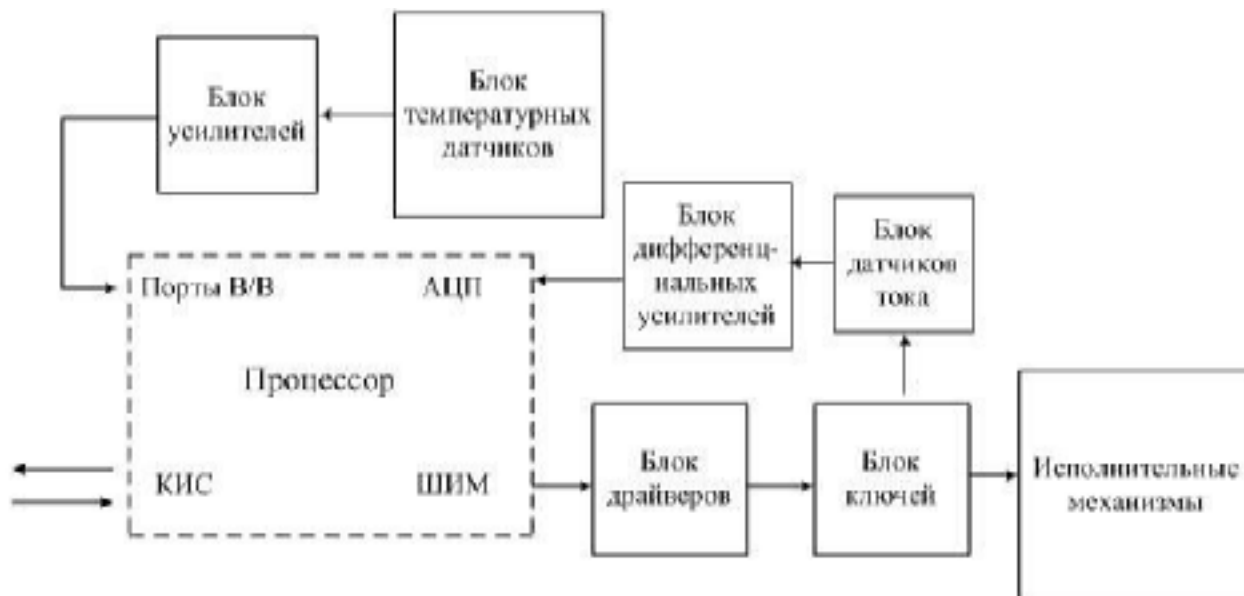 Блок
усилителей
Блок
температурных
датчиков
Блок
дифференц-
иальных
усилителей
Блок
датчиков
тока
Порты В/В
АЦП
Процессор
КИС
ШИМ
Блок
драйверов
Блок
ключей
Исполнительные
механизмы